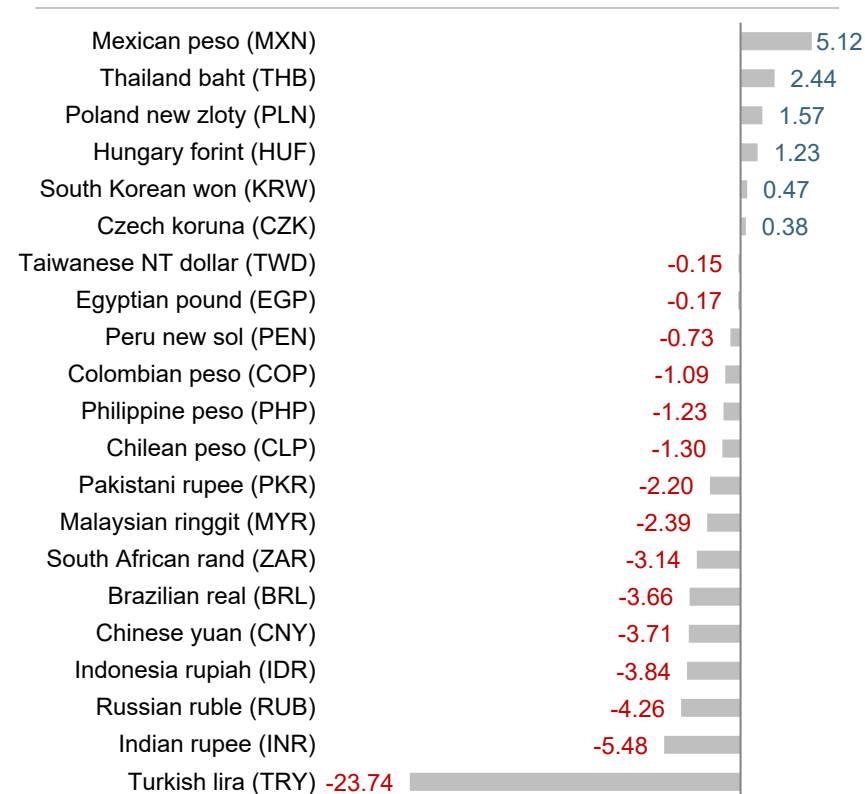 Mexican peso (MXN) 5.12
Thailand baht (THB) 2.44
Poland new zloty (PLN) 1.57
Hungary forint (HUF) 1.23
South Korean won (KRW) 0.47
Czech koruna (CZK) 0.38
Taiwanese NT dollar (TWD) -0.15
Egyptian pound (EGP) -0.17
Peru new sol (PEN) -0.73
Colombian peso (COP) -1.09
Philippine peso (PHP) -1.23
Chilean peso (CLP) -1.30
Pakistani rupee (PKR) -2.20
Malaysian ringgit (MYR) -2.39
South African rand (ZAR) -3.14
Brazilian real (BRL) -3.66
Chinese yuan (CNY) -3.71
Indonesia rupiah (IDR) -3.84
Russian ruble (RUB) -4.26
Indian rupee (INR) -5.48
Turkish lira (TRY) -23.74